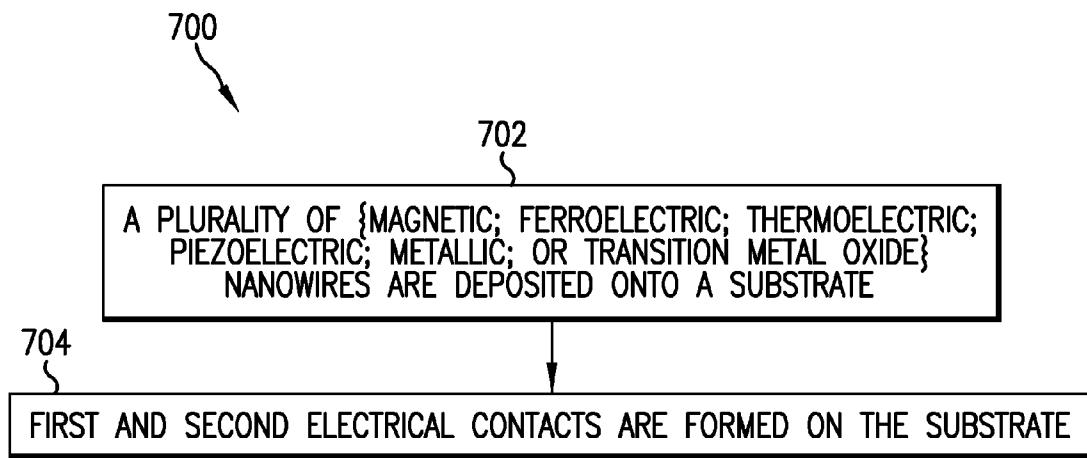 700
702
A PLURALITY OF {MAGNETIC; FERROELECTRIC; THERMOELECTRIC;
PIEZOELECTRIC; METALLIC; OR TRANSITION METAL OXIDE}
NANOWIRES ARE DEPOSITED ONTO A SUBSTRATE
704
FIRST AND SECOND ELECTRICAL CONTACTS ARE FORMED ON THE SUBSTRATE